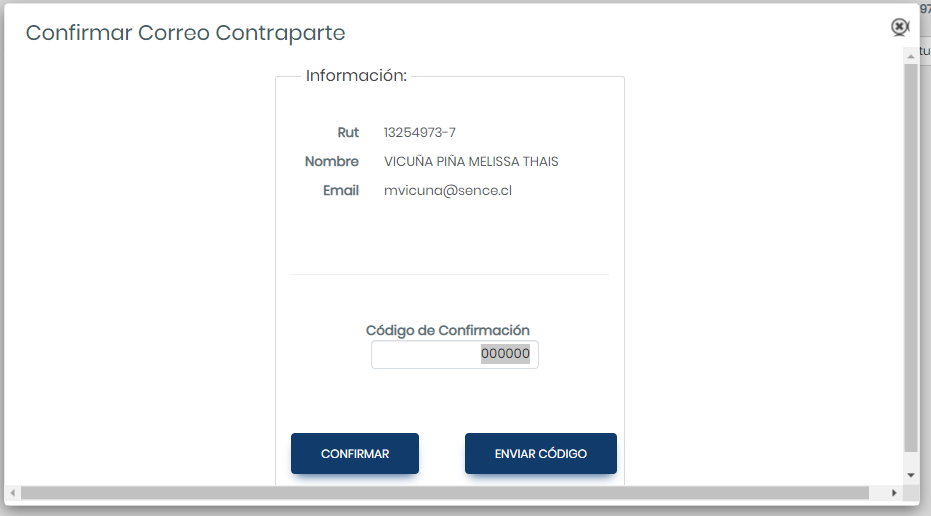 Confirmar Correo Contraparte
Información:
Rut 13254973-7
Nombre VICUÑA PIÑA MELISSA THAIS
Email mvicuna@sence.cl
Código de Confirmación
000000
CONFIRMAR ENVIAR CÓDIGO